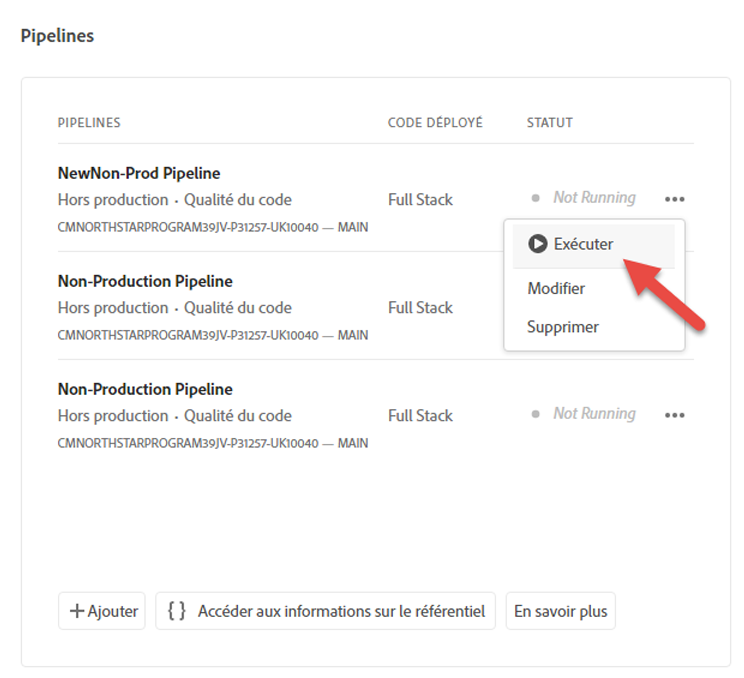 Pipelines
PIPELINES CODE DÉPLOYÉ STATUT
NewNon-Prod Pipeline
Hors production · Qualité du code Full Stack Not Running
CMNORTHSTARPROGRAM39JV-P31257-UK10040 — MAIN
Exécuter
Modifier
Supprimer
Non-Production Pipeline
Hors production · Qualité du code Full Stack
CMNORTHSTARPROGRAM39JV-P31257-UK10040 — MAIN
Non-Production Pipeline
Hors production · Qualité du code Full Stack Not Running
CMNORTHSTARPROGRAM39JV-P31257-UK10040 — MAIN
Ajouter {} Accéder aux informations sur le référentiel En savoir plus